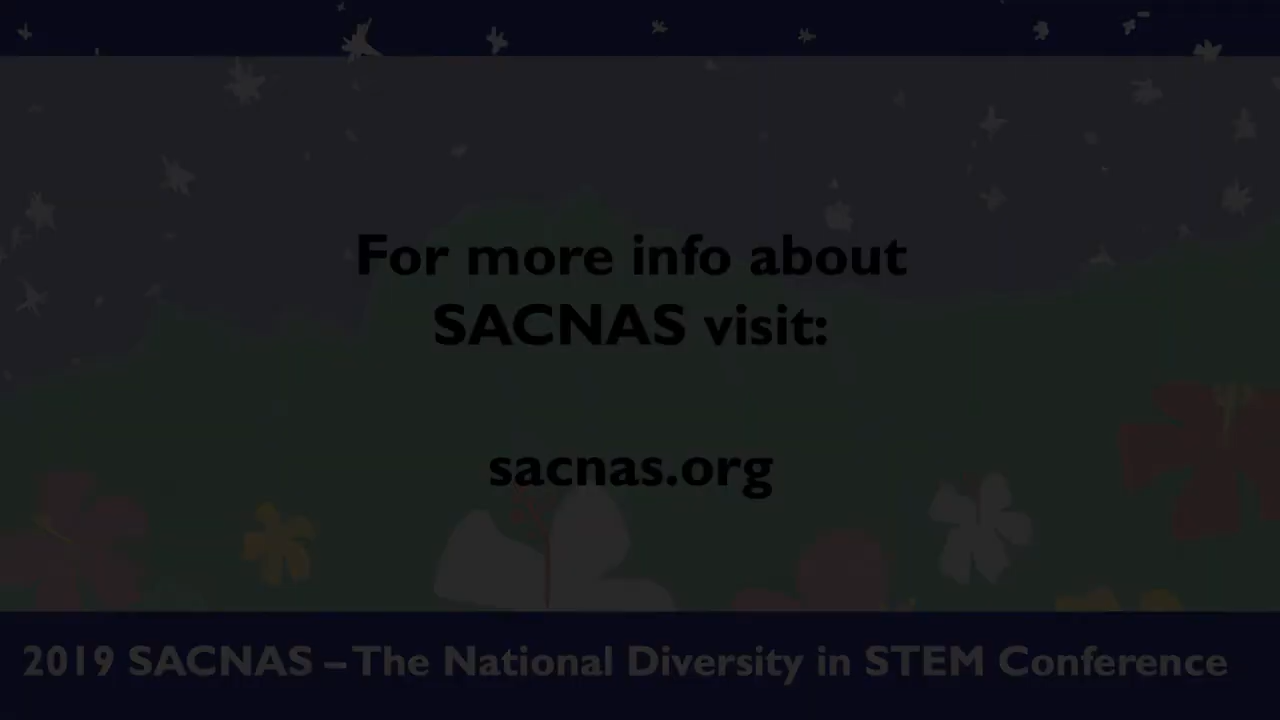 For more info about
SACNAS visit:
sacnas.org
2019 SACNAS – The National Diversity in STEM Conference